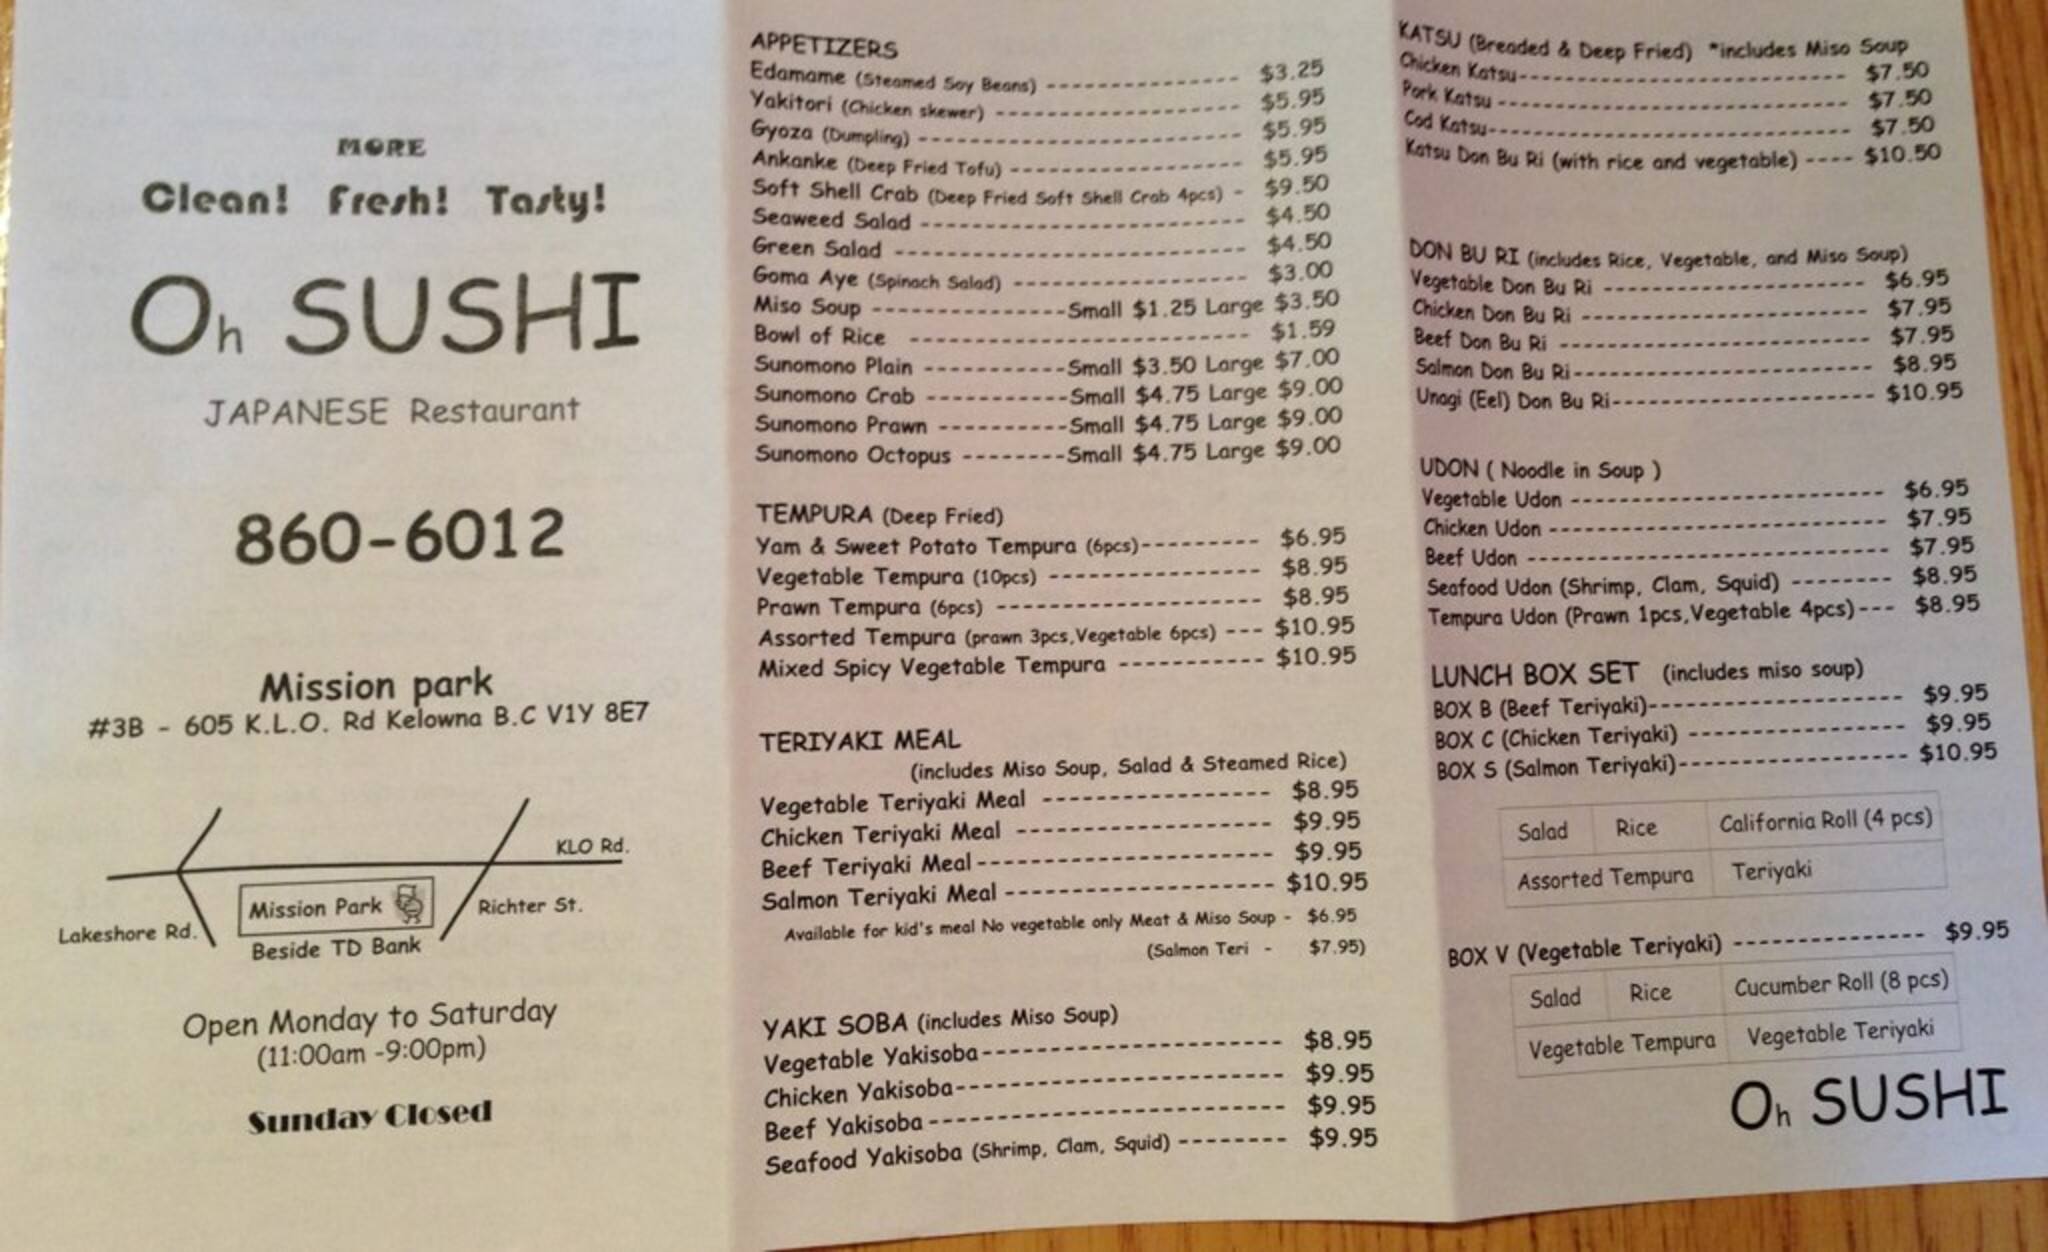 MORE
Clean! Fresh! Tasty!
Oh SUSHI
JAPANESE Restaurant
860-6012
Mission park
#3B - 605 K.L.O. Rd Kelowna B.C V1Y 8E7
KLO Rd.
Mission Park
Richter St.
Lakeshore Rd.
Beside TD Bank
Open Monday to Saturday
(11:00am -9:00pm)
Sunday Closed
APPETIZERS
Edamame (Steamed Soy Beans) --------------- $3.25
Yakitori (Chicken skewer) ------------------- $5.95
Gyoza (Dumpling) ------------------------- $5.95
Ankanke (Deep Fried Tofu) ------------------ $5.95
Soft Shell Crab (Deep Fried Soft Shell Crab 4pcs) - $9.50
Seaweed Salad ------------------------- $4.50
Green Salad --------------------------- $4.50
Goma Aye (Spinach Salad) ------------------ $3.00
Miso Soup ---------------Small $1.25 Large $3.50
Bowl of Rice -------------------------- $1.59
Sunomono Plain -----------Small $3.50 Large $7.00
Sunomono Crab -----------Small $4.75 Large $9.00
Sunomono Prawn ----------Small $4.75 Large $9.00
Sunomono Octopus --------Small $4.75 Large $9.00
TEMPURA (Deep Fried)
Yam & Sweet Potato Tempura (6pcs)--------- $6.95
Vegetable Tempura (10pcs) ---------------- $8.95
Prawn Tempura (6pcs) -------------------- $8.95
Assorted Tempura (prawn 3pcs,Vegetable 6pcs) --- $10.95
Mixed Spicy Vegetable Tempura ----------- $10.95
TERIYAKI MEAL
(includes Miso Soup, Salad & Steamed Rice)
Vegetable Teriyaki Meal ----------------- $8.95
Chicken Teriyaki Meal ------------------- $9.95
Beef Teriyaki Meal---------------------- $9.95
Salmon Teriyaki Meal -------------------- $10.95
Available for kid's meal No vegetable only Meat & Miso Soup - $6.95
(Salmon Teri - $7.95)
YAKI SOBA (includes Miso Soup)
Vegetable Yakisoba---------------------- $8.95
Chicken Yakisoba------------------------ $9.95
Beef Yakisoba-------------------------- $9.95
Seafood Yakisoba (Shrimp, Clam, Squid) -------- $9.95
KATSU (Breaded & Deep Fried) *includes Miso Soup
Chicken Katsu-------------------------- $7.50
Pork Katsu ---------------------------- $7.50
Cod Katsu----------------------------- $7.50
Katsu Don Bu Ri (with rice and vegetable) ---- $10.50
DON BU RI (includes Rice, Vegetable, and Miso Soup)
Vegetable Don Bu Ri --------------------- $6.95
Chicken Don Bu Ri ----------------------- $7.95
Beef Don Bu Ri ------------------------- $7.95
Salmon Don Bu Ri------------------------ $8.95
Unagi (Eel) Don Bu Ri--------------------- $10.95
UDON ( Noodle in Soup )
Vegetable Udon ------------------------- $6.95
Chicken Udon --------------------------- $7.95
Beef Udon ----------------------------- $7.95
Seafood Udon (Shrimp, Clam, Squid) -------- $8.95
Tempura Udon (Prawn 1pcs,Vegetable 4pcs)--- $8.95
LUNCH BOX SET (includes miso soup)
BOX B (Beef Teriyaki)-------------------- $9.95
BOX C (Chicken Teriyaki) ----------------- $9.95
BOX S (Salmon Teriyaki)------------------ $10.95
Salad Rice California Roll (4 pcs)
Assorted Tempura Teriyaki
BOX V (Vegetable Teriyaki) --------------- $9.95
Salad Rice Cucumber Roll (8 pcs)
Vegetable Tempura Vegetable Teriyaki
Oh SUSHI